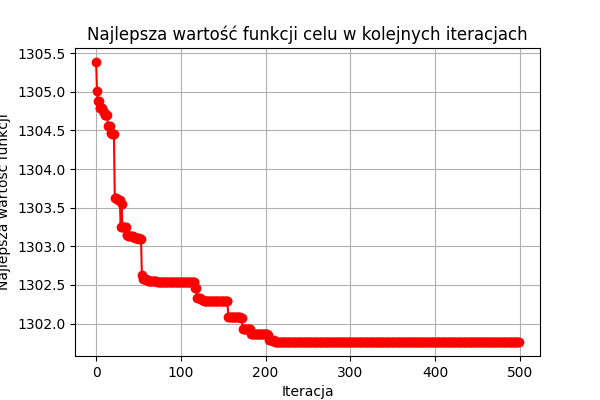 Najlepsza wartość funkcji celu w kolejnych iteracjach
1305.5
1305.0
1304.5
1304.0
1303.5
1303.0
1302.5
1302.0
Najlepsza wartość funkcji
0 100 200 300 400 500
Iteracja